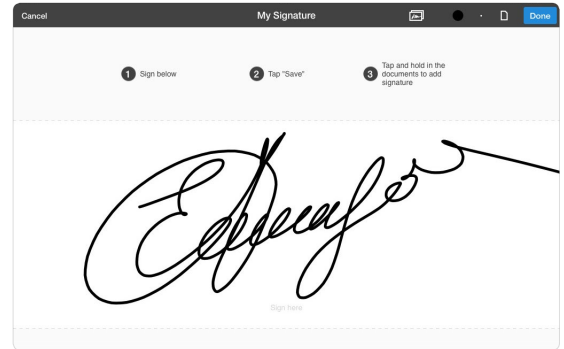 Cancel My Signature Done
1 Sign below 2 Tap "Save" 3 Tap and hold in the
documents to add
signature
Sign here